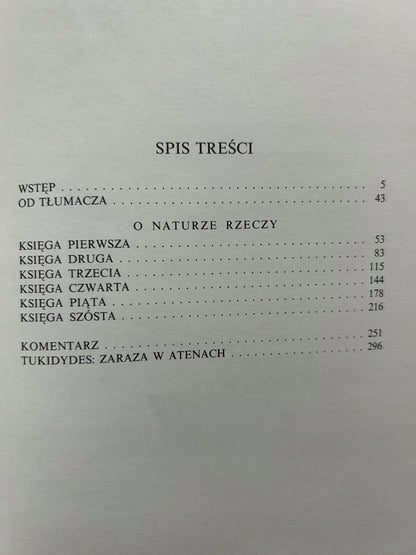 SPIS TREŚCI
WSTĘP . . . . . . . . . . . . . . . . . . . . . . . . . . . . . . . . . . . . . 5
OD TŁUMACZA . . . . . . . . . . . . . . . . . . . . . . . . . . . . . . . 43
O NATURZE RZECZY
KSIĘGA PIERWSZA . . . . . . . . . . . . . . . . . . . . . . . . . . . . 53
KSIĘGA DRUGA . . . . . . . . . . . . . . . . . . . . . . . . . . . . . . 83
KSIĘGA TRZECIA . . . . . . . . . . . . . . . . . . . . . . . . . . . . . 115
KSIĘGA CZWARTA . . . . . . . . . . . . . . . . . . . . . . . . . . . . 144
KSIĘGA PIĄTA . . . . . . . . . . . . . . . . . . . . . . . . . . . . . . 178
KSIĘGA SZÓSTA . . . . . . . . . . . . . . . . . . . . . . . . . . . . . 216
KOMENTARZ . . . . . . . . . . . . . . . . . . . . . . . . . . . . . . . 251
TUKIDYDES: ZARAZA W ATENACH . . . . . . . . . . . . . . . . . 296